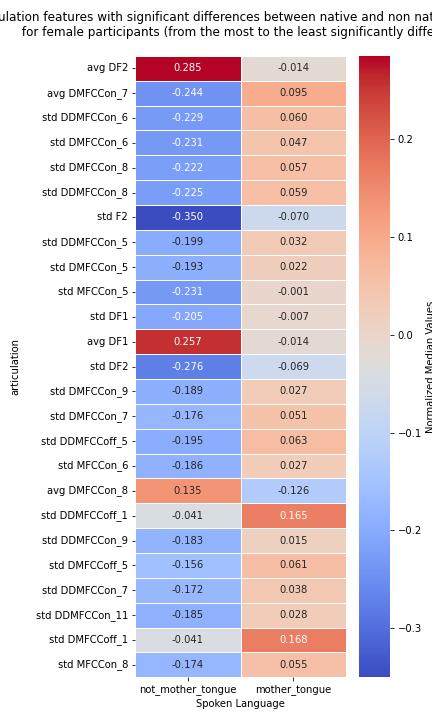 ulation features with significant differences between native and non nat
for female participants (from the most to the least significantly diffe
avg DF2 0.285 -0.014
avg DMFCCon_7 -0.244 0.095
std DDMFCCon_6 -0.229 0.060
std DMFCCon_6 -0.231 0.047
std DMFCCon_8 -0.222 0.057
std DDMFCCon_8 -0.225 0.059
std F2 -0.350 -0.070
std DDMFCCon_5 -0.199 0.032
std DMFCCon_5 -0.193 0.022
std MFCCon_5 -0.231 -0.001
std DF1 -0.205 -0.007
avg DF1 0.257 -0.014
std DF2 -0.276 -0.069
std DMFCCon_9 -0.189 0.027
std DMFCCon_7 -0.176 0.051
std DDMFCCoff_5 -0.195 0.063
std MFCCon_6 -0.186 0.027
avg DMFCCon_8 0.135 -0.126
std DDMFCCoff_1 -0.041 0.165
std DDMFCCon_9 -0.183 0.015
std DMFCCoff_5 -0.156 0.061
std DDMFCCon_7 -0.172 0.038
std DDMFCCon_11 -0.185 0.028
std DMFCCoff_1 -0.041 0.168
std MFCCon_8 -0.174 0.055
articulation
not_mother_tongue mother_tongue
Spoken Language
0.2
0.1
0.0
−0.1
−0.2
−0.3
Normalized Median Values